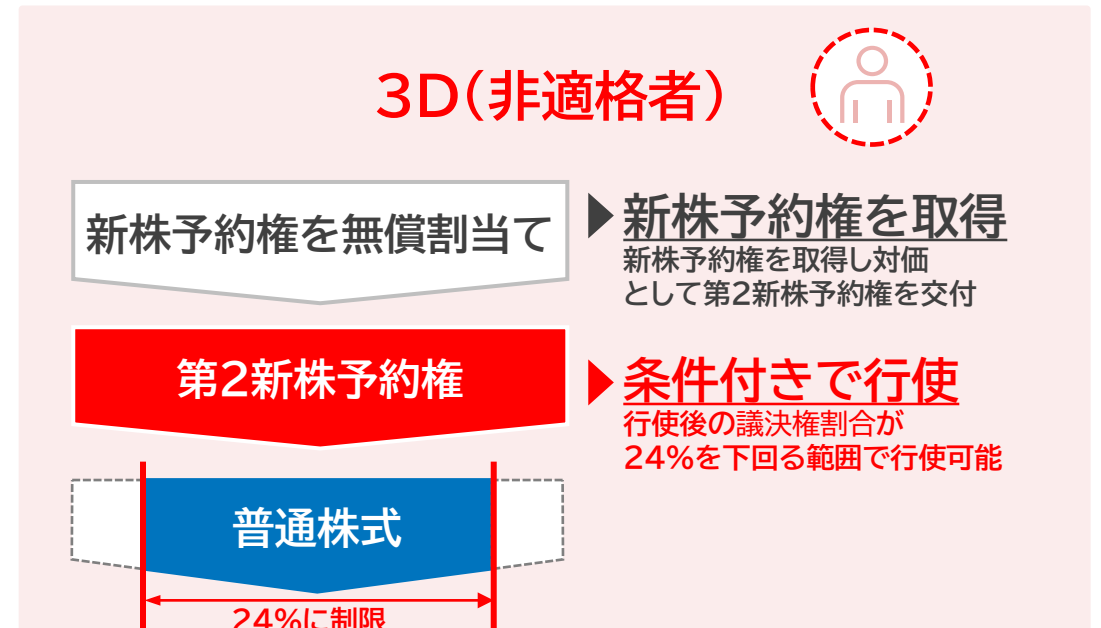 3D(非適格者)
新株予約権を無償割当て
新株予約権を取得
新株予約権を取得し対価
として第2新株予約権を交付
第2新株予約権
条件付きで行使
行使後の議決権割合が
24%を下回る範囲で行使可能
普通株式
24%に制限